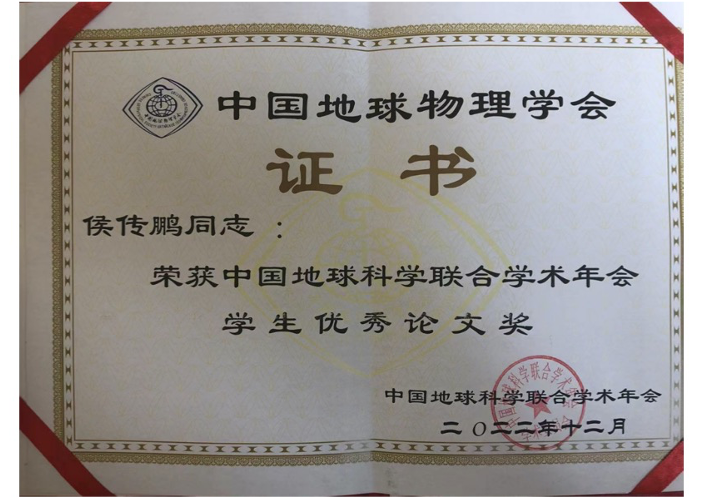 中国地球物理学会
证书
侯传鹏同志：
荣获中国地球科学联合学术年会
学生优秀论文奖
中国地球科学联合学术年会
二〇二二年十二月